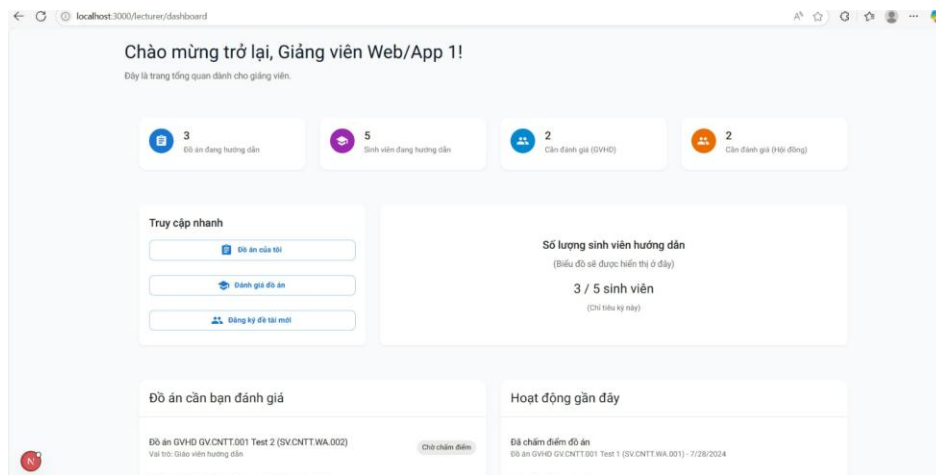 localhost:3000/lecturer/dashboard
Chào mừng trở lại, Giảng viên Web/App 1!
Đây là trang tổng quan dành cho giảng viên.
3
Đồ án đang hướng dẫn
5
Sinh viên đang hướng dẫn
2
Cần đánh giá (GVHD)
2
Cần đánh giá (Hội đồng)
Truy cập nhanh
Đồ án của tôi
Đánh giá đồ án
Đăng ký đề tài mới
Số lượng sinh viên hướng dẫn
(Biểu đồ sẽ được hiển thị ở đây)
3 / 5 sinh viên
(Chỉ tiêu kỳ này)
Đồ án cần bạn đánh giá
Đồ án GVHD GV.CNTT.001 Test 2 (SV.CNTT.WA.002)
Vai trò: Giáo viên hướng dẫn
Chờ chấm điểm
Hoạt động gần đây
Đã chấm điểm đồ án
Đồ án GVHD GV.CNTT.001 Test 1 (SV.CNTT.WA.001) - 7/28/2024
N